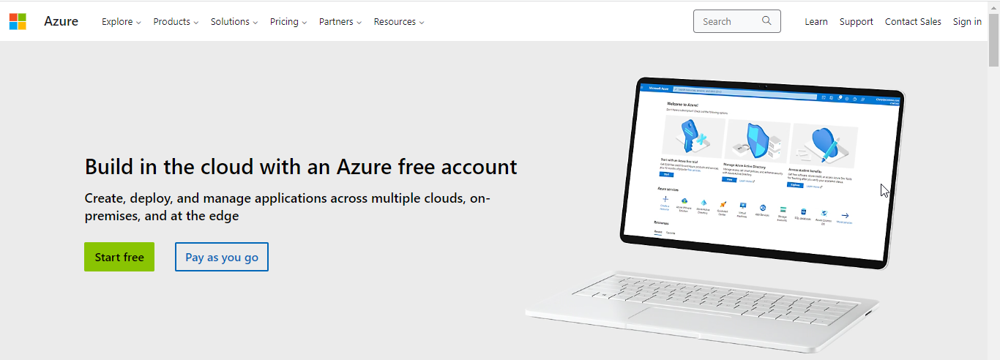 Azure
Explore
Products
Solutions
Pricing
Partners
Resources
Search
Learn
Support
Contact Sales
Sign in
Build in the cloud with an Azure free account
Create, deploy, and manage applications across multiple clouds, on-
premises, and at the edge
Start free
Pay as you go
Microsoft Azure
Welcome to Azure!
Don't have a subscription? Check out the following options.
Start with an Azure free trial
Start
Manage Azure Active Directory
View
Learn more
Access student benefits
Explore
Learn more
Azure services
Create a
resource
Azure Active
Directory
Quickstart
Center
Virtual
Machines
App Services
Storage
accounts
SQL databases
Azure Cosmos
DB
More services
Resources
Recent
Favorite